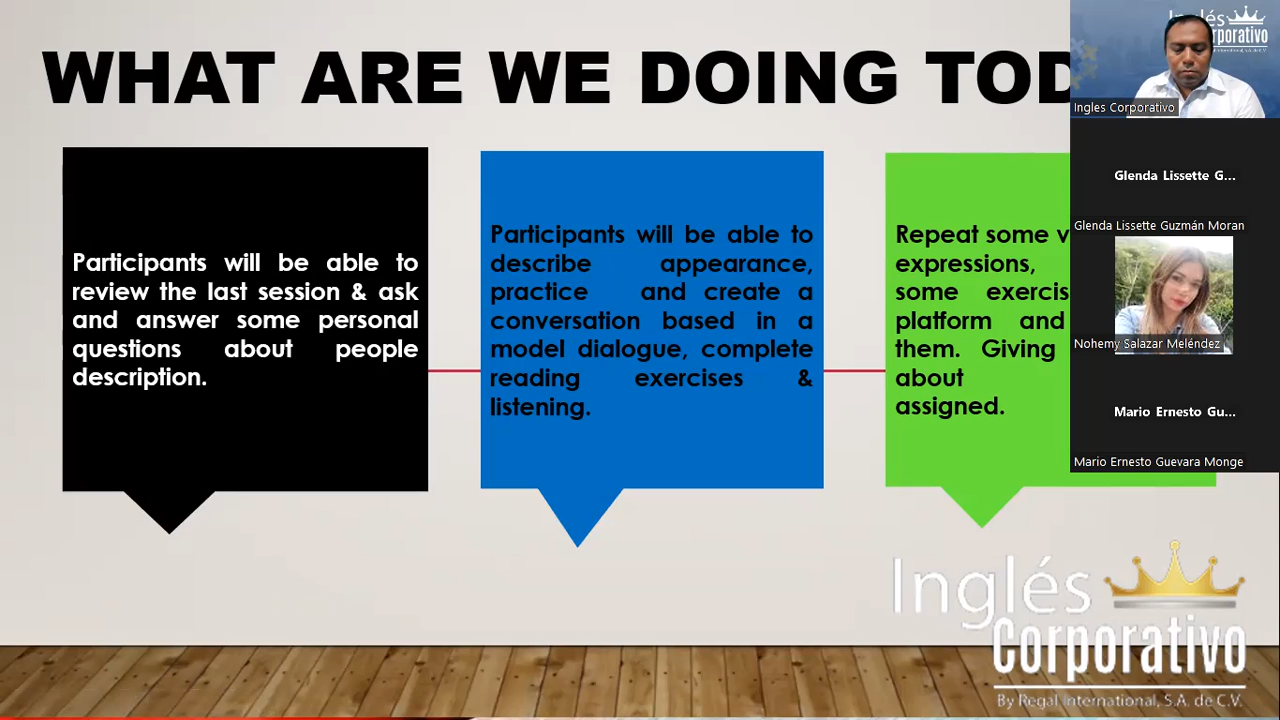 WHAT ARE WE DOING TOD
Participants will be able to
review the last session & ask
and answer some personal
questions about people
description.
Participants will be able to
describe appearance,
practice and create a
conversation based in a
model dialogue, complete
reading exercises &
listening.
Repeat some v
expressions,
some exercis
platform and
them. Giving
about
assigned.
Inglés
Corporativo
By Regal International, S.A. de C.V.
Ingles Corporativo
Glenda Lissette G...
Glenda Lissette Guzmán Moran
Nohemy Salazar Meléndez
Mario Ernesto Gu...
Mario Ernesto Guevara Monge
Inglés Corporativo